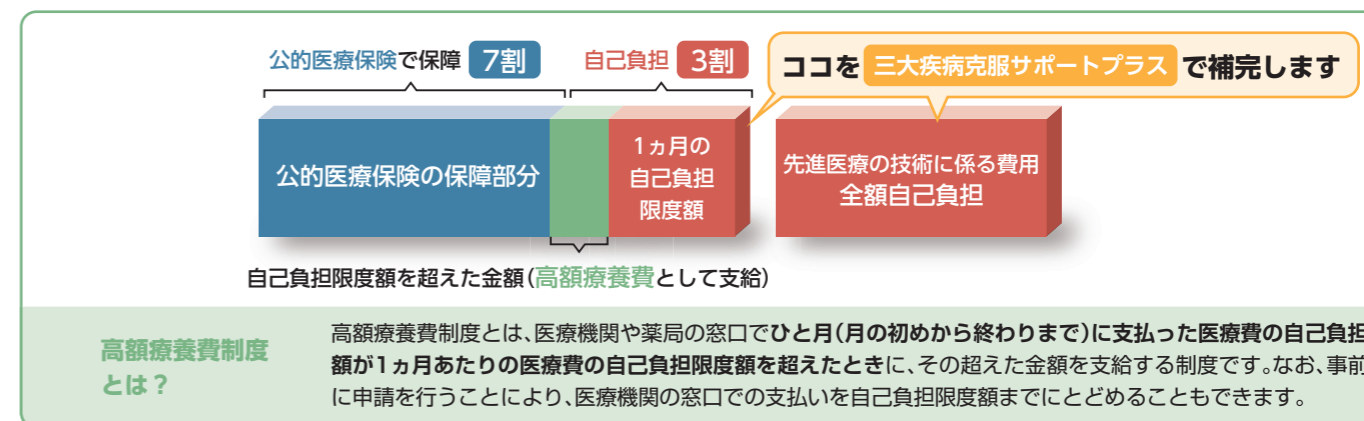 公的医療保険で保障 7割
自己負担 3割
ココを 三大疾病克服サポートプラス で補完します
公的医療保険の保障部分
1ヵ月の
自己負担
限度額
先進医療の技術に係る費用
全額自己負担
自己負担限度額を超えた金額(高額療養費として支給)
高額療養費制度
とは?
高額療養費制度とは、医療機関や薬局の窓口でひと月(月の初めから終わりまで)に支払った医療費の自己負担
額が1ヵ月あたりの医療費の自己負担限度額を超えたときに、その超えた金額を支給する制度です。なお、事前
に申請を行うことにより、医療機関の窓口での支払いを自己負担限度額までにとどめることもできます。